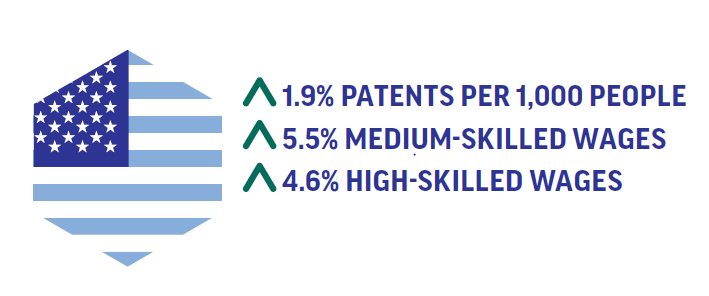 1.9% PATENTS PER 1,000 PEOPLE
5.5% MEDIUM-SKILLED WAGES
4.6% HIGH-SKILLED WAGES